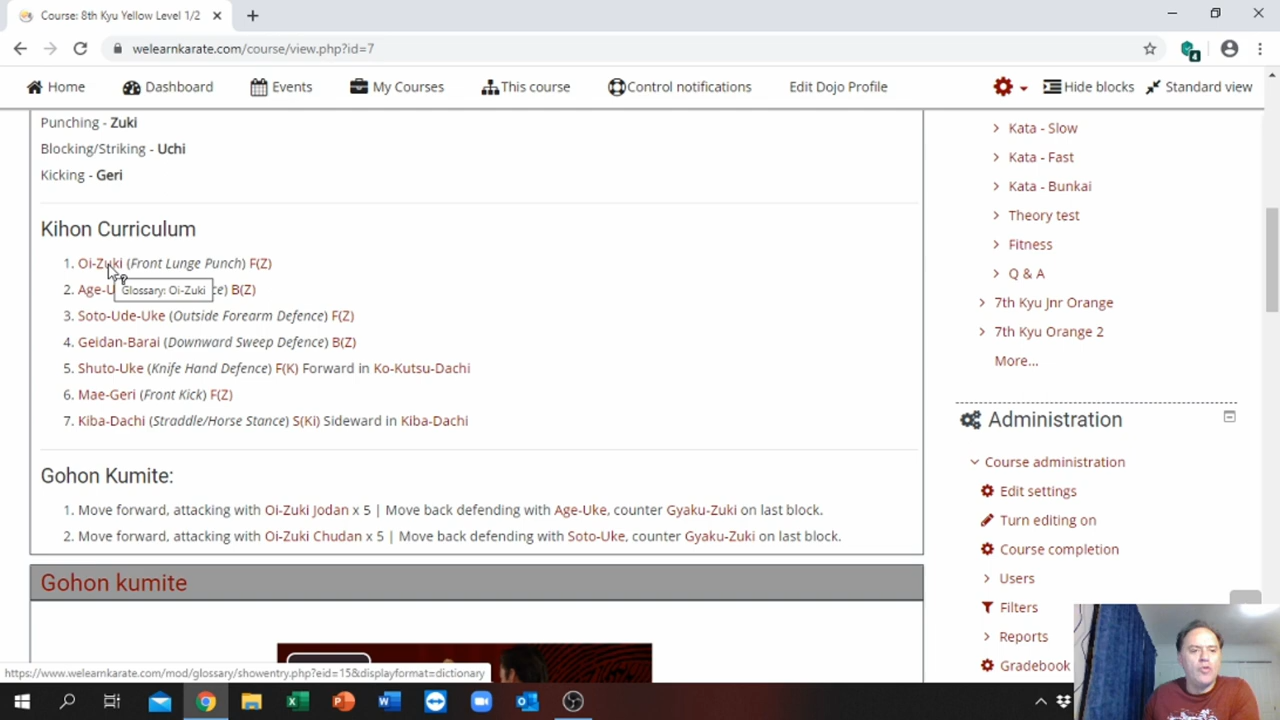 Course: 8th Kyu Yellow Level 1/2
welearnkarate.com/course/view.php?id=7
4
Home Dashboard Events My Courses This course Control notifications Edit Dojo Profile Hide blocks Standard view
Punching - Zuki
Blocking/Striking - Uchi
Kicking - Geri
Kihon Curriculum
1. Oi-Zuki (Front Lunge Punch) F(Z)
Glossary: Oi-Zuki
2. Age-U ce) B(Z)
3. Soto-Ude-Uke (Outside Forearm Defence) F(Z)
4. Geidan-Barai (Downward Sweep Defence) B(Z)
5. Shuto-Uke (Knife Hand Defence) F(K) Forward in Ko-Kutsu-Dachi
6. Mae-Geri (Front Kick) F(Z)
7. Kiba-Dachi (Straddle/Horse Stance) S(Ki) Sideward in Kiba-Dachi
Gohon Kumite:
1. Move forward, attacking with Oi-Zuki Jodan x 5 | Move back defending with Age-Uke, counter Gyaku-Zuki on last block.
2. Move forward, attacking with Oi-Zuki Chudan x 5 | Move back defending with Soto-Uke, counter Gyaku-Zuki on last block.
Gohon kumite
Kata - Slow
Kata - Fast
Kata - Bunkai
Theory test
Fitness
Q & A
7th Kyu Jnr Orange
7th Kyu Orange 2
More...
Administration
Course administration
Edit settings
Turn editing on
Course completion
Users
Filters
Reports
Gradebook
https://www.welearnkarate.com/mod/glossary/showentry.php?eid=15&displayformat=dictionary